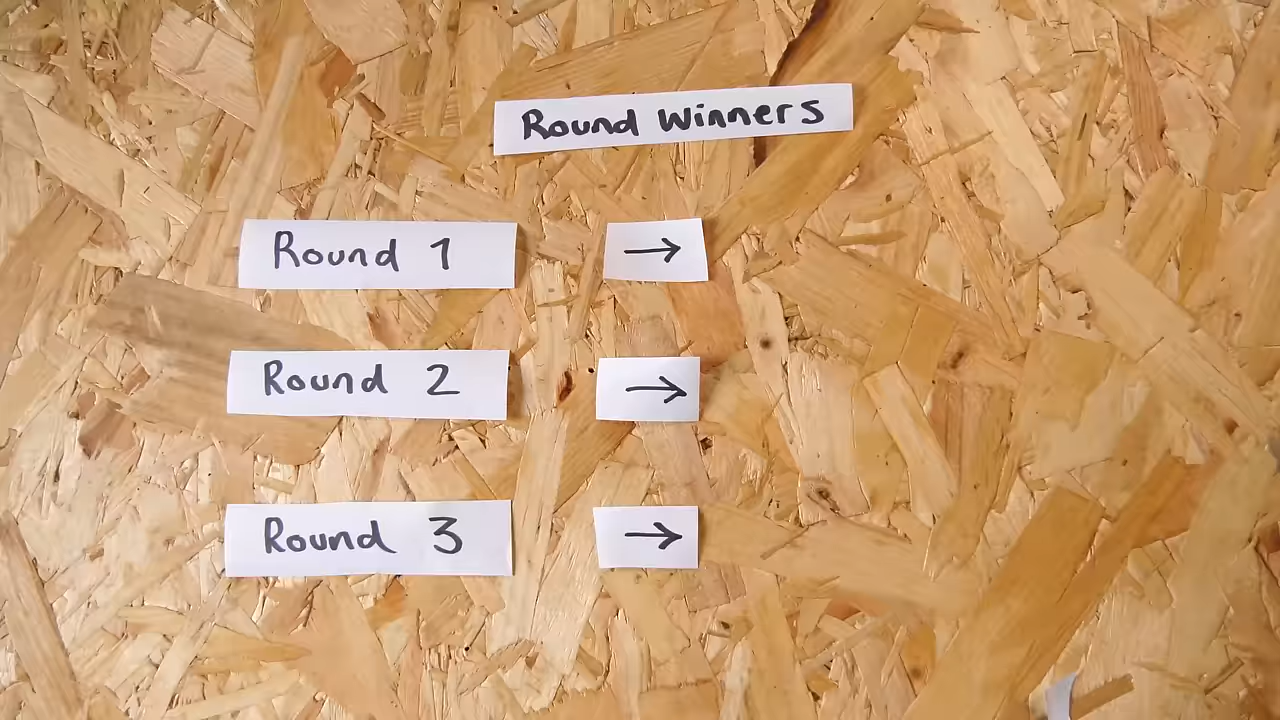 Round Winners
Round 1 →
Round 2 →
Round 3 →